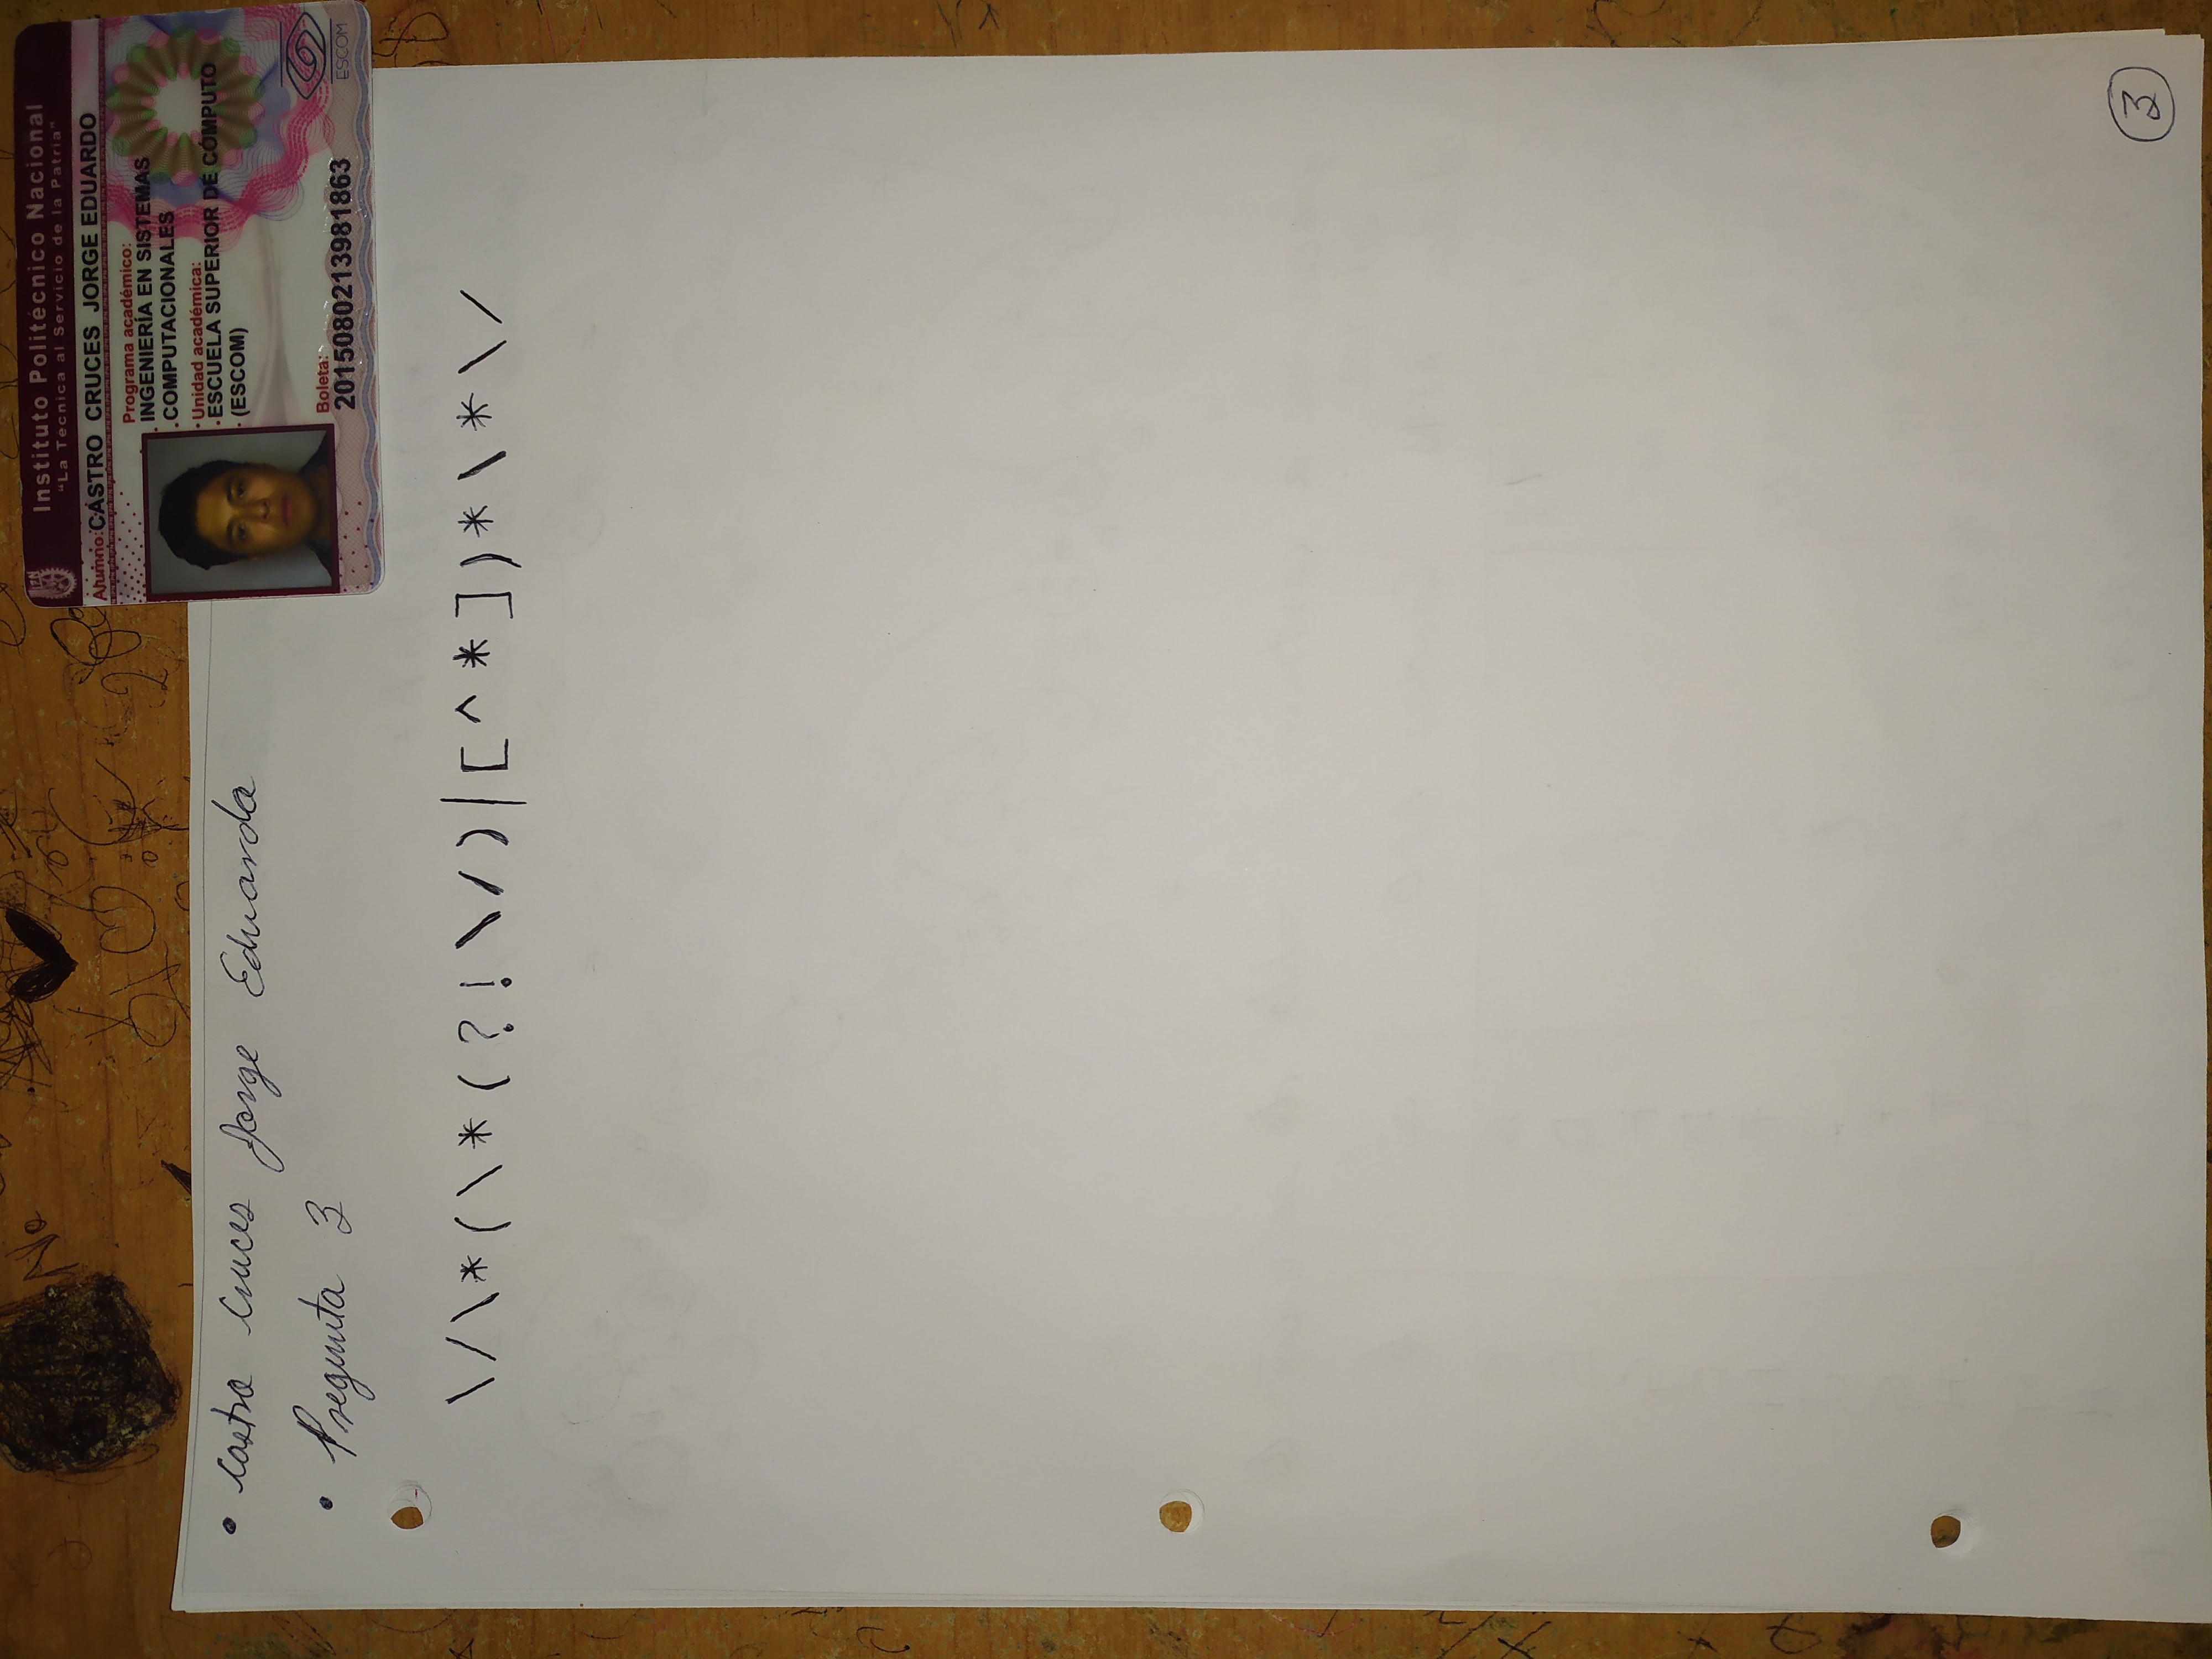 Instituto Politécnico Nacional
"La Técnica al Servicio de la Patria"
Alumno: CASTRO CRUCES JORGE EDUARDO
Programa académico:
INGENIERÍA EN SISTEMAS
COMPUTACIONALES
Unidad académica:
ESCUELA SUPERIOR DE CÓMPUTO
(ESCOM)
Boleta:
2015080213981863
ESCOM
• Castro Cruces Jorge Eduardo
• Pregunta 3
\/\*(\*(?!\/)|[^*])*\*\/
3